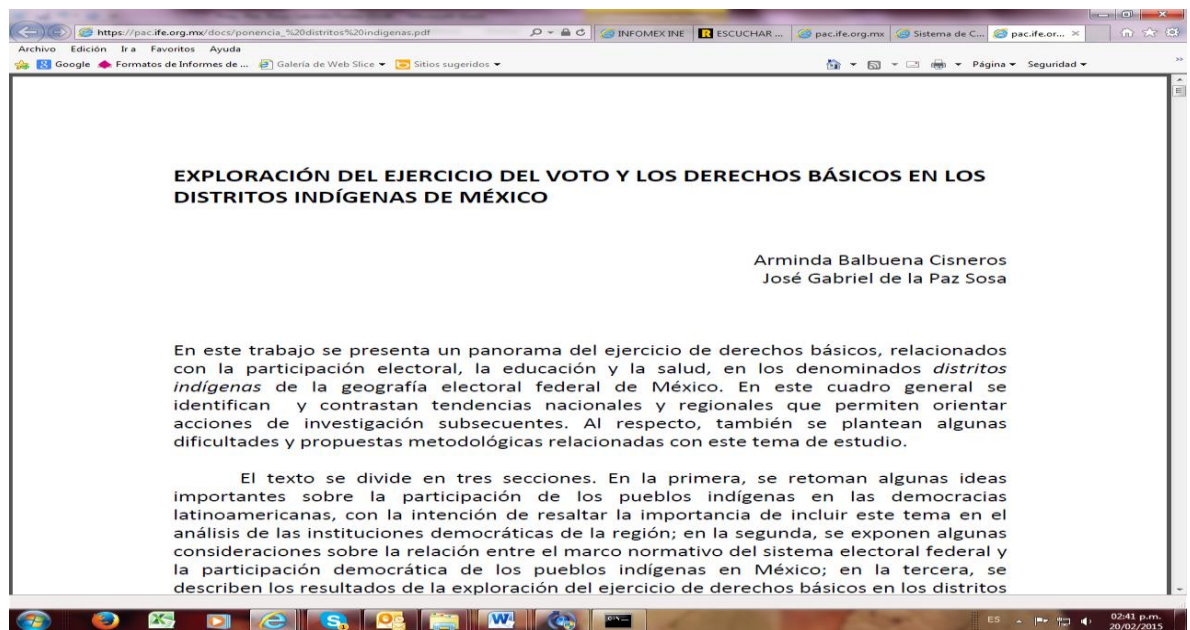 https://pac.ife.org.mx/docs/ponencia_%20distritos%20indigenas.pdf
INFOMEX INE
ESCUCHAR ...
pac.ife.org.mx
Sistema de C...
pac.ife.or...
Archivo Edición Ir a Favoritos Ayuda
Google Formatos de Informes de ... Galería de Web Slice Sitios sugeridos Página Seguridad
EXPLORACIÓN DEL EJERCICIO DEL VOTO Y LOS DERECHOS BÁSICOS EN LOS
DISTRITOS INDÍGENAS DE MÉXICO
Arminda Balbuena Cisneros
José Gabriel de la Paz Sosa
En este trabajo se presenta un panorama del ejercicio de derechos básicos, relacionados
con la participación electoral, la educación y la salud, en los denominados distritos
indígenas de la geografía electoral federal de México. En este cuadro general se
identifican y contrastan tendencias nacionales y regionales que permiten orientar
acciones de investigación subsecuentes. Al respecto, también se plantean algunas
dificultades y propuestas metodológicas relacionadas con este tema de estudio.
El texto se divide en tres secciones. En la primera, se retoman algunas ideas
importantes sobre la participación de los pueblos indígenas en las democracias
latinoamericanas, con la intención de resaltar la importancia de incluir este tema en el
análisis de las instituciones democráticas de la región; en la segunda, se exponen algunas
consideraciones sobre la relación entre el marco normativo del sistema electoral federal y
la participación democrática de los pueblos indígenas en México; en la tercera, se
describen los resultados de la exploración del ejercicio de derechos básicos en los distritos
ES
02:41 p.m.
20/02/2015